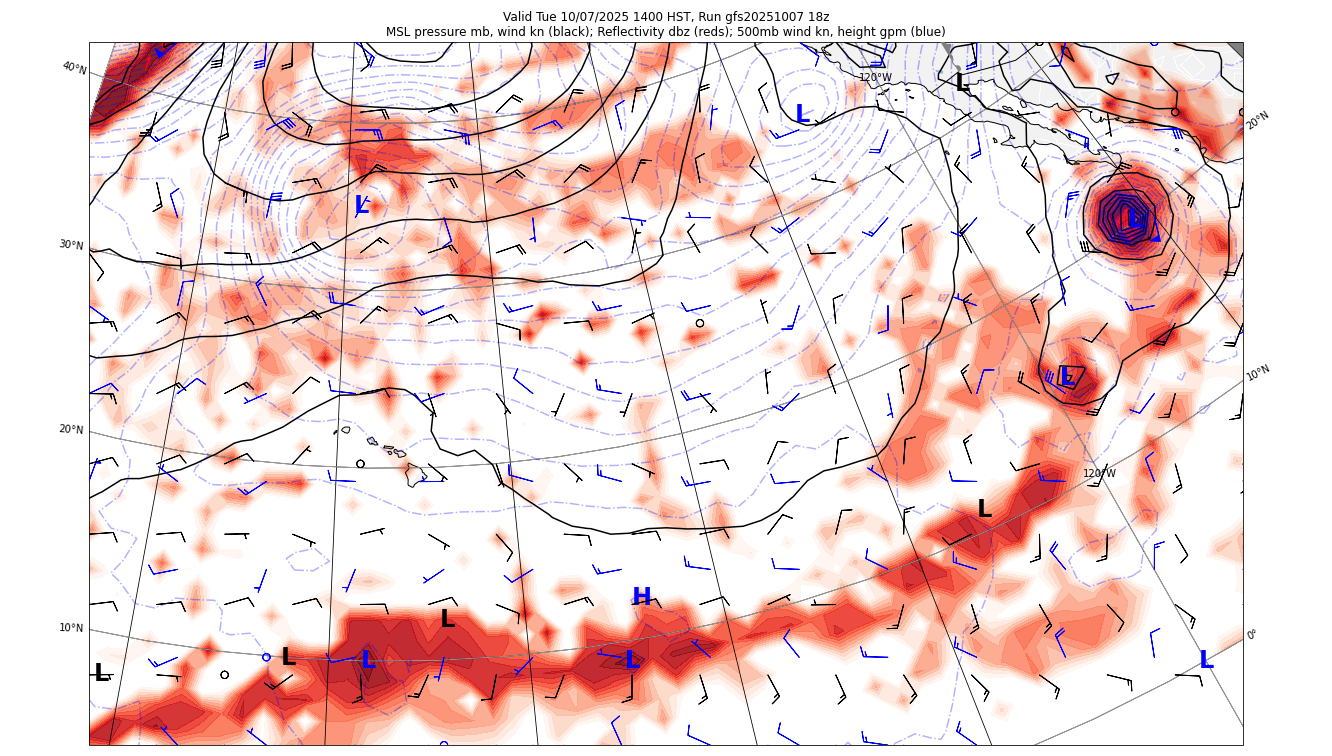 Valid Tue 10/07/2025 1400 HST, Run gfs20251007 18z
MSL pressure mb, wind kn (black); Reflectivity dbz (reds); 500mb wind kn, height gpm (blue)
40°N
120°W
L
L
20°N
L
L
30°N
10°N
L
20°N
120°W
L
H
L
10°N
L
L
L
L
L
0°